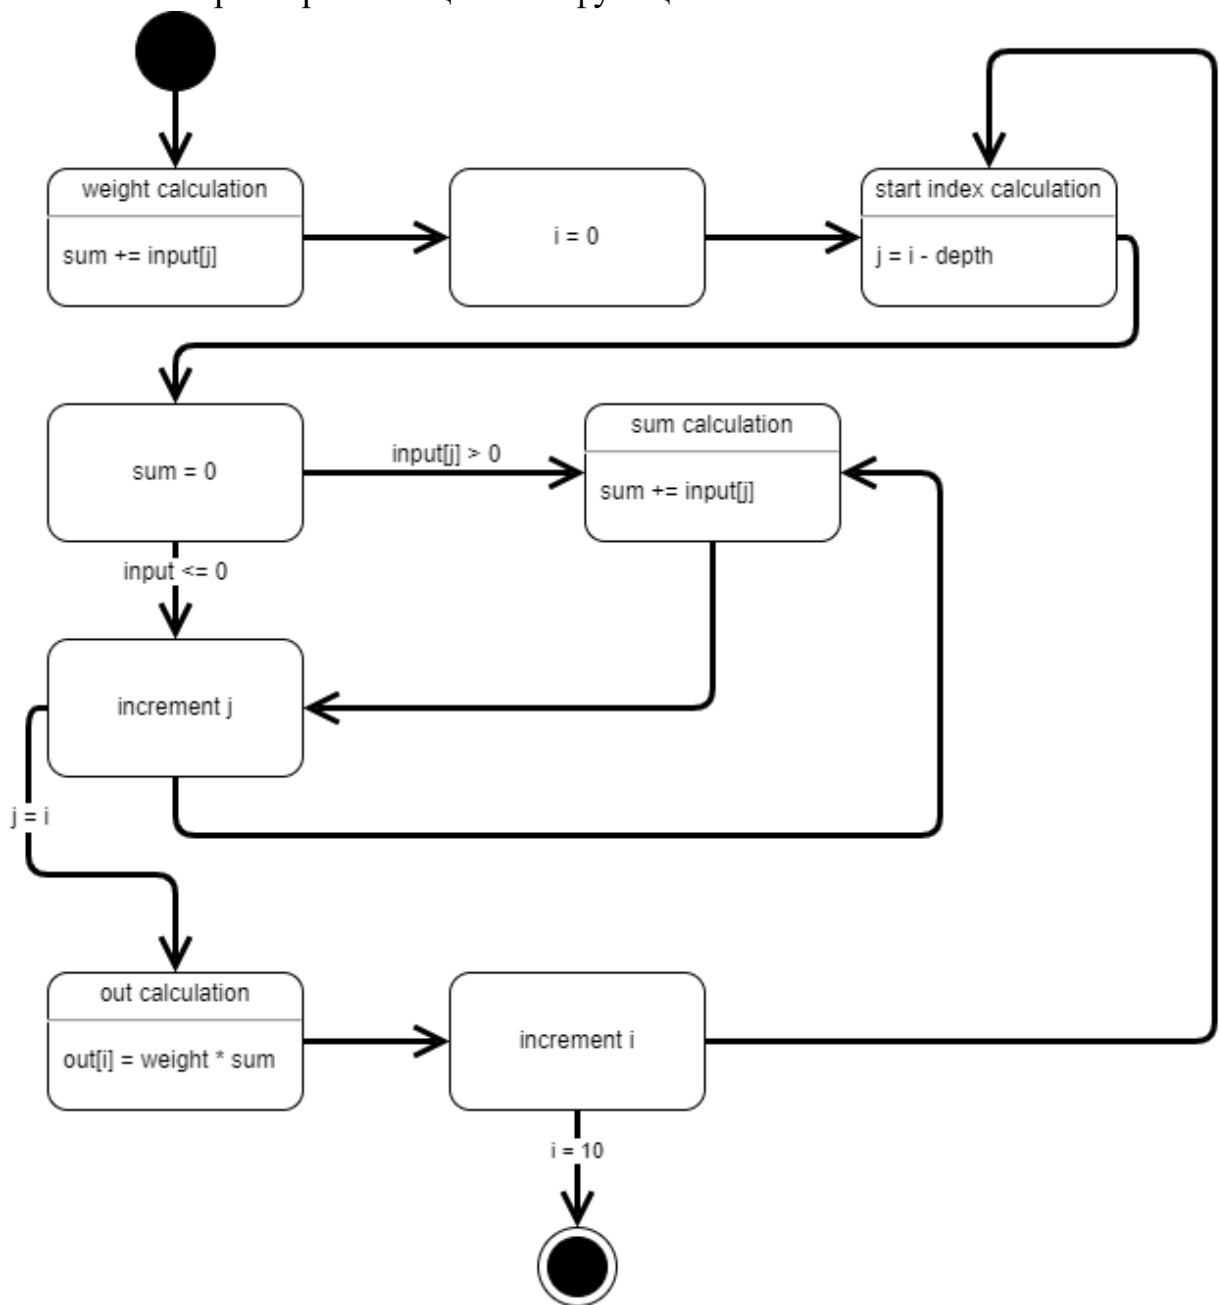 weight calculation
sum += input[j]
i = 0
start index calculation
j = i - depth
sum = 0
input[j] > 0
sum calculation
sum += input[j]
input <= 0
increment j
j = i
out calculation
out[i] = weight * sum
increment i
i = 10